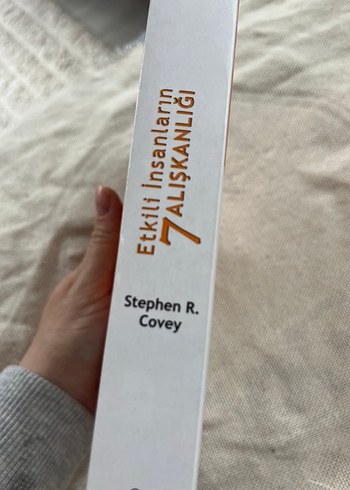 Etkili İnsanların
7 ALIŞKANLIĞI
Stephen R.
Covey